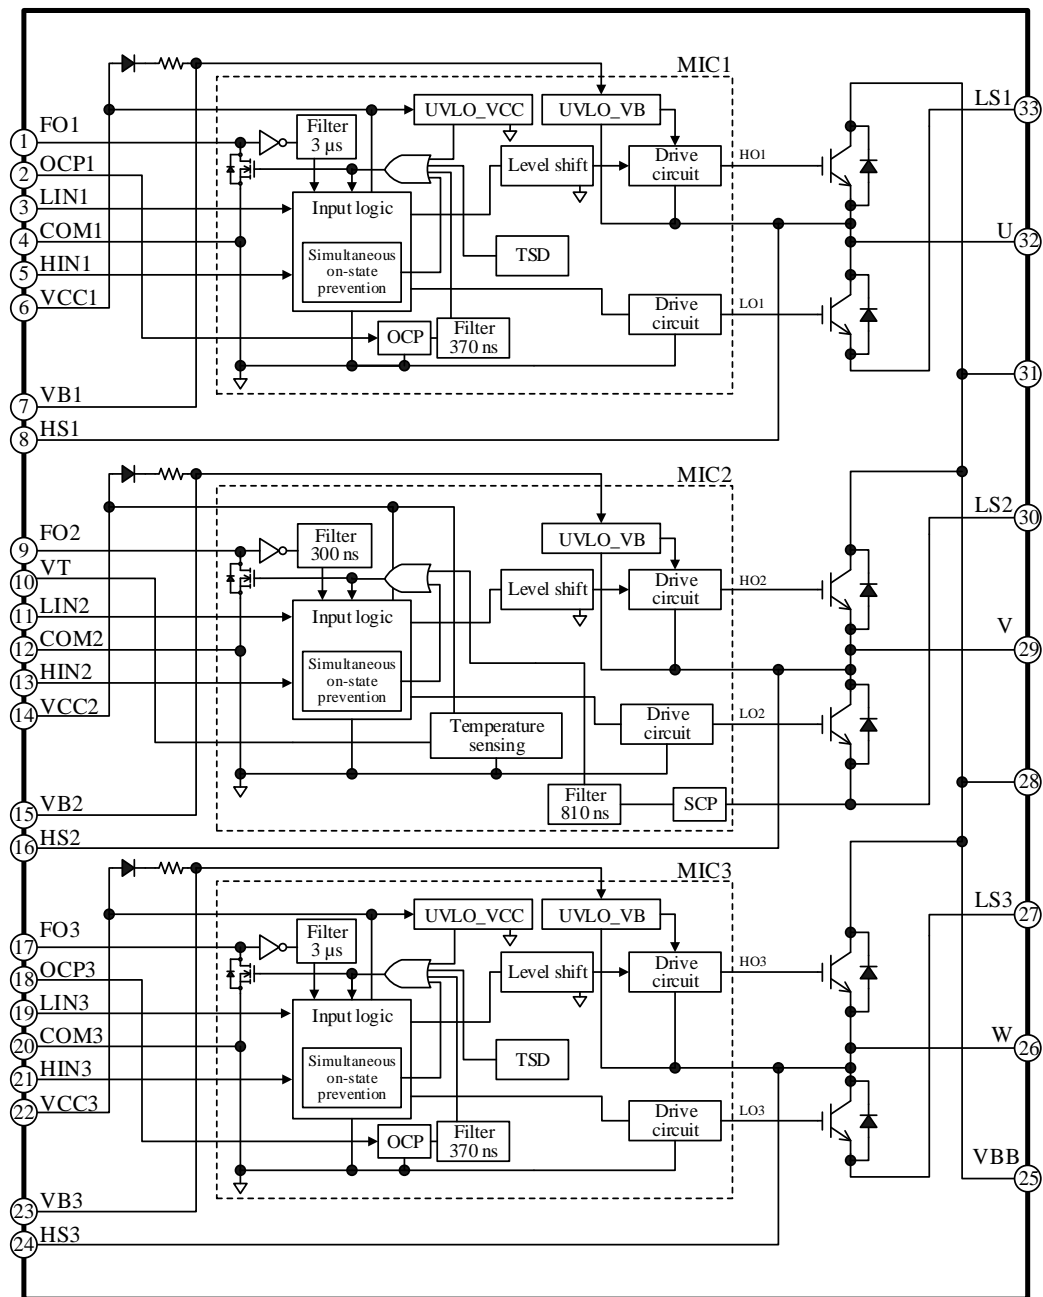 MIC1
LS1
33
UVLO_VCC
UVLO_VB
1
FO1
Filter
3 µs
2
OCP1
Level shift
Drive
circuit
HO1
3
LIN1
Input logic
4
COM1
U
32
5
HIN1
Simultaneous
on-state
prevention
TSD
6
VCC1
Drive
circuit
LO1
OCP
Filter
370 ns
31
7
VB1
8
HS1
MIC2
LS2
30
9
FO2
Filter
300 ns
UVLO_VB
10
VT
Level shift
Drive
circuit
HO2
11
LIN2
Input logic
12
COM2
V
29
13
HIN2
Simultaneous
on-state
prevention
14
VCC2
Temperature
sensing
Drive
circuit
LO2
28
15
VB2
Filter
810 ns
SCP
16
HS2
MIC3
LS3
27
UVLO_VCC
UVLO_VB
17
FO3
Filter
3 µs
18
OCP3
Level shift
Drive
circuit
HO3
19
LIN3
Input logic
20
COM3
W
26
21
HIN3
Simultaneous
on-state
prevention
TSD
22
VCC3
Drive
circuit
LO3
OCP
Filter
370 ns
VBB
25
23
VB3
24
HS3